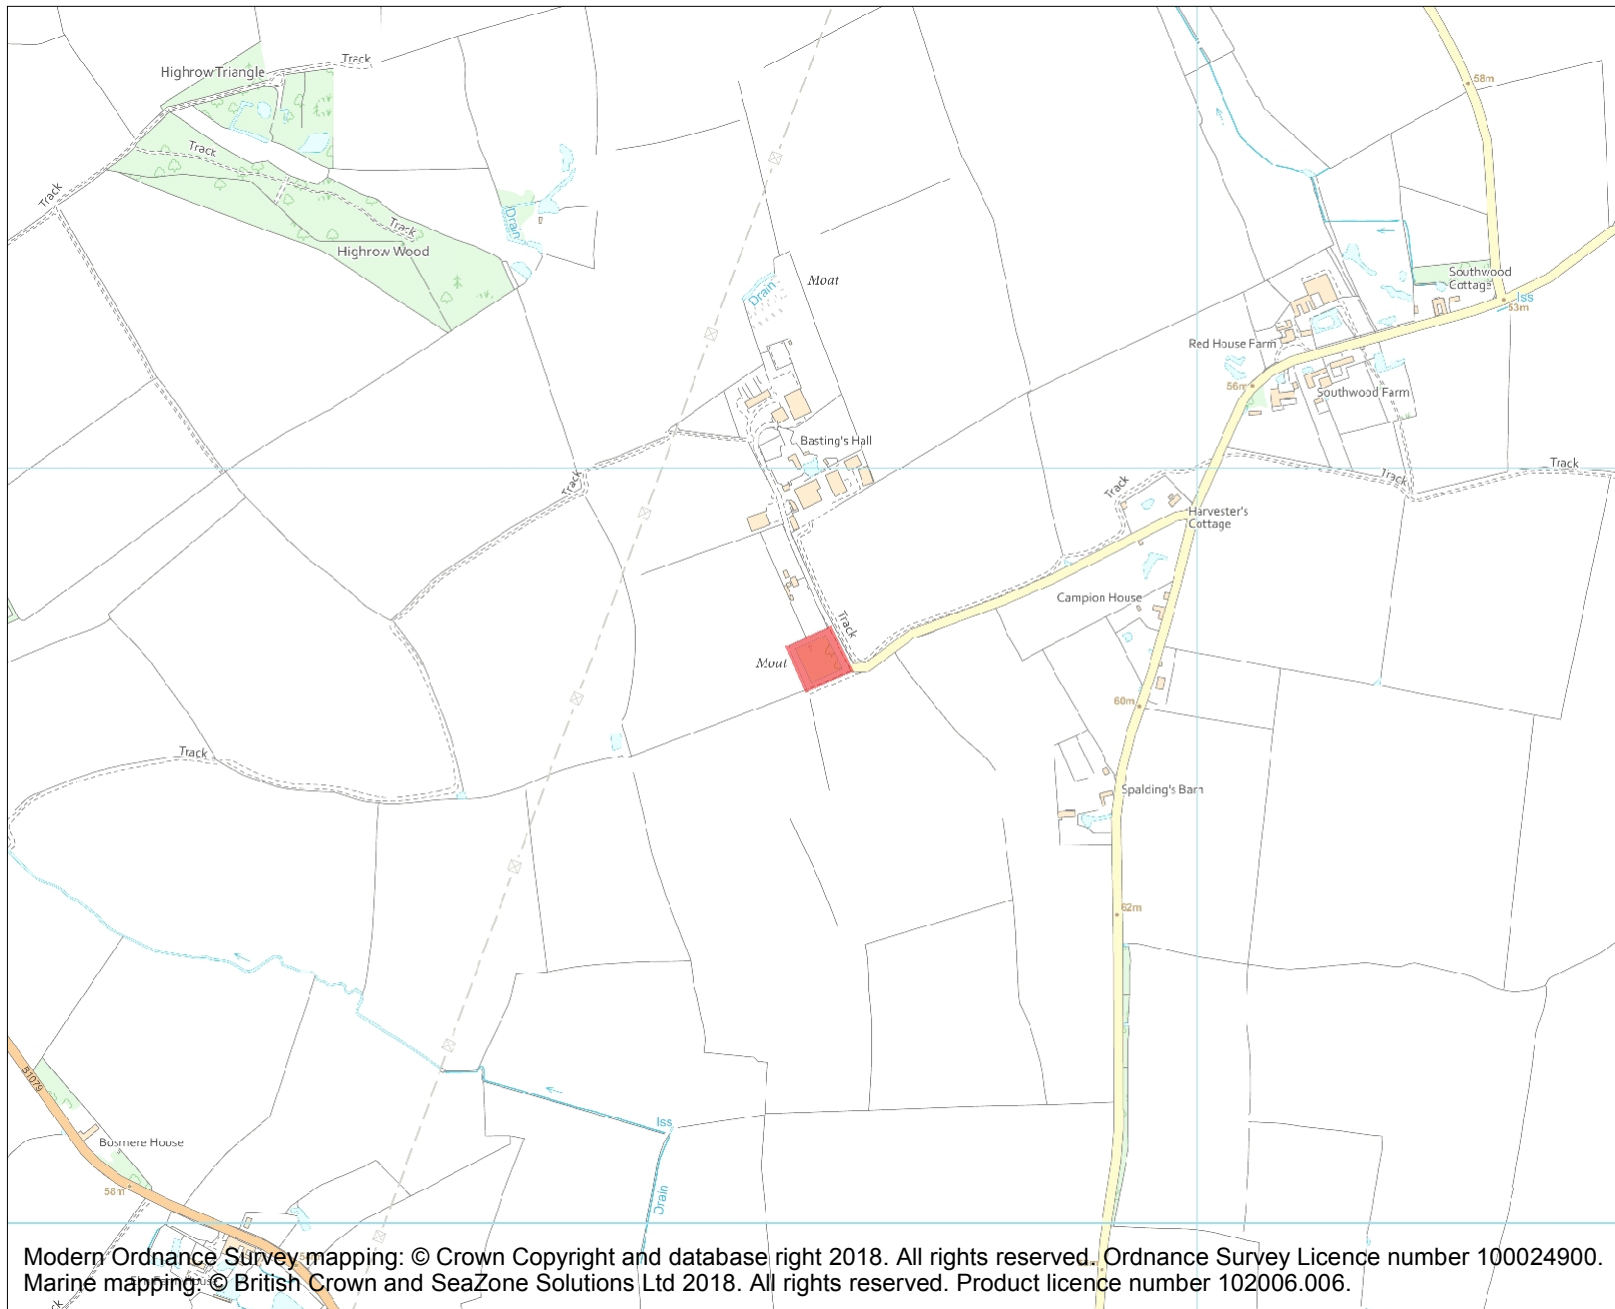 Track
Highrow Triangle
58m
Track
Track
Track
Highrow Wood
Drain
Moat
Drain
Southwood
Cottage
Iss
53m
Red House Farm
56m
Southwood Farm
Basting's Hall
Track
Track
Track
Track
Harvester's
Cottage
Campion House
Track
Moat
60m
Track
Spalding's Barn
62m
B1079
Iss
Bosmere House
58m
Drain
Modern Ordnance Survey mapping: © Crown Copyright and database right 2018. All rights reserved. Ordnance Survey Licence number 100024900.
Marine mapping: © British Crown and SeaZone Solutions Ltd 2018. All rights reserved. Product licence number 102006.006.